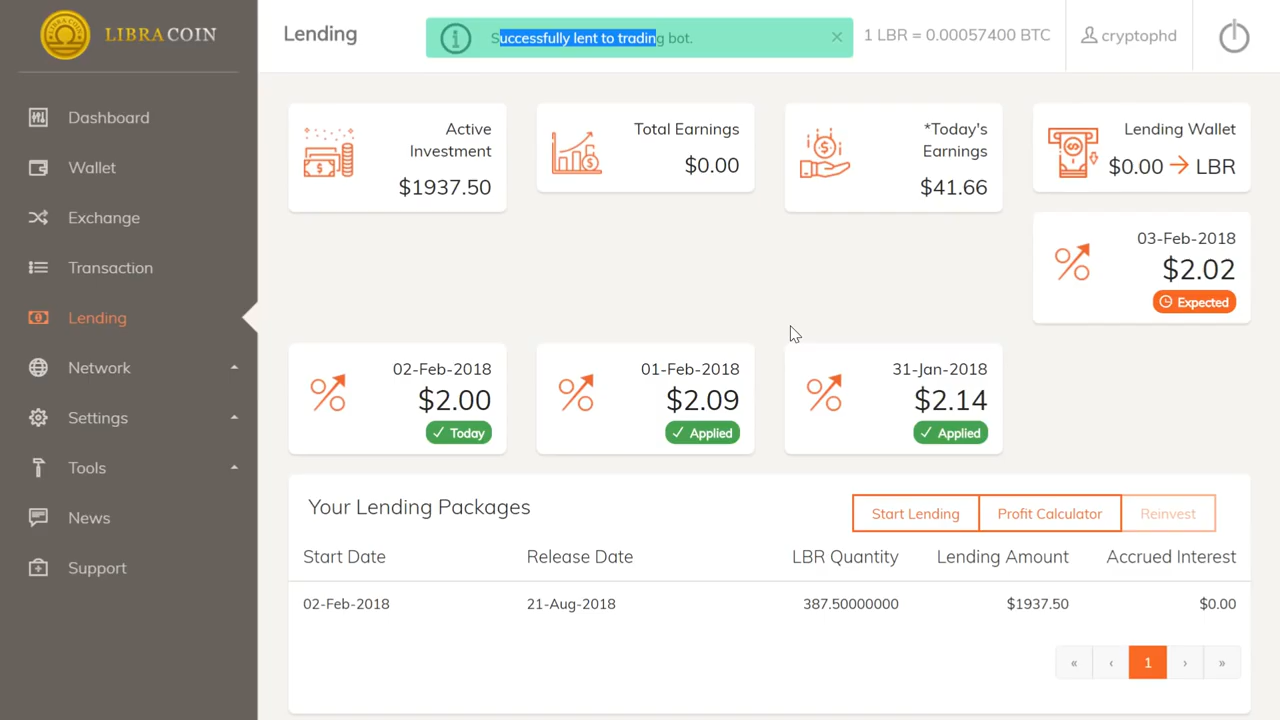 LIBRA COIN
Dashboard
Wallet
Exchange
Transaction
Lending
Network
Settings
Tools
News
Support
Lending
Successfully lent to trading bot.
1 LBR = 0.00057400 BTC
cryptophd
Active
Investment
$1937.50
Total Earnings
$0.00
*Today's
Earnings
$41.66
Lending Wallet
$0.00 → LBR
03-Feb-2018
$2.02
Expected
02-Feb-2018
$2.00
Today
01-Feb-2018
$2.09
Applied
31-Jan-2018
$2.14
Applied
Your Lending Packages
Start Lending
Profit Calculator
Reinvest
Start Date Release Date LBR Quantity Lending Amount Accrued Interest
02-Feb-2018 21-Aug-2018 387.50000000 $1937.50 $0.00
« ‹ 1 › »